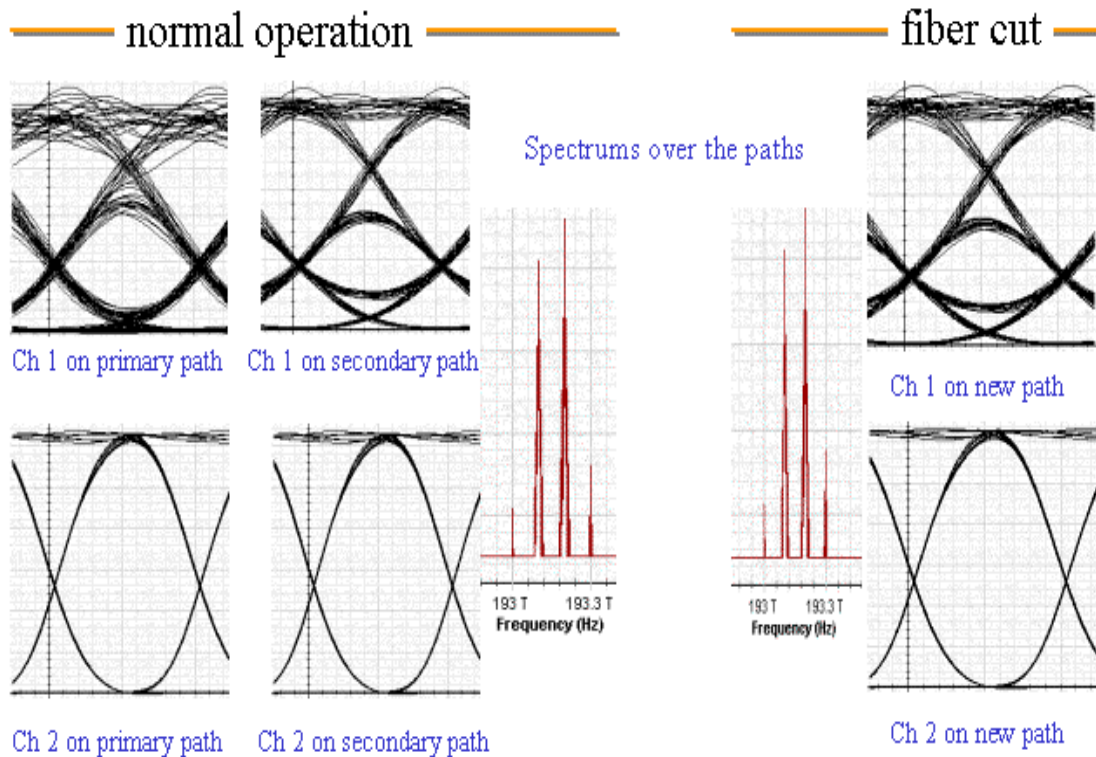 normal operation
fiber cut
Spectrums over the paths
Ch 1 on primary path
Ch 1 on secondary path
Ch 1 on new path
193 T
193.3 T
Frequency (Hz)
193 T
193.3 T
Frequency (Hz)
Ch 2 on primary path
Ch 2 on secondary path
Ch 2 on new path